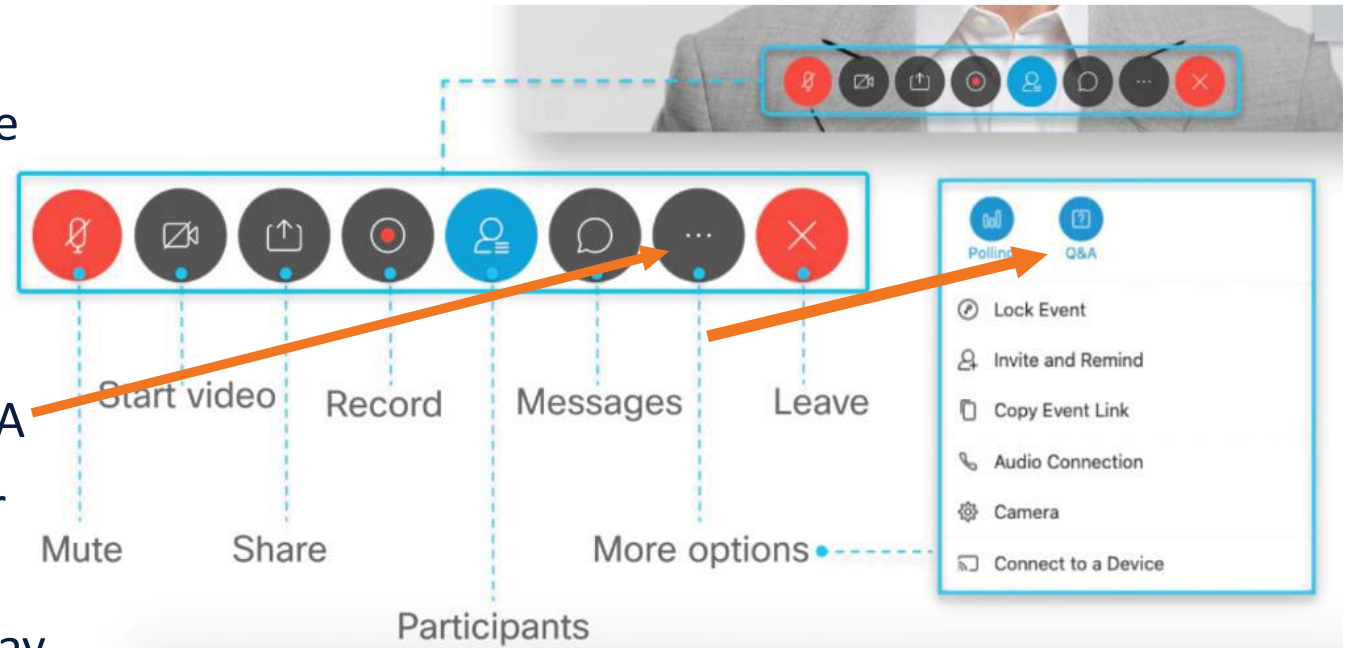 e
Polling Q&A
Lock Event
Invite and Remind
Copy Event Link
Audio Connection
Camera
Connect to a Device
Start video
Record
Messages
Leave
A
r
Mute
Share
More options
Participants
ay